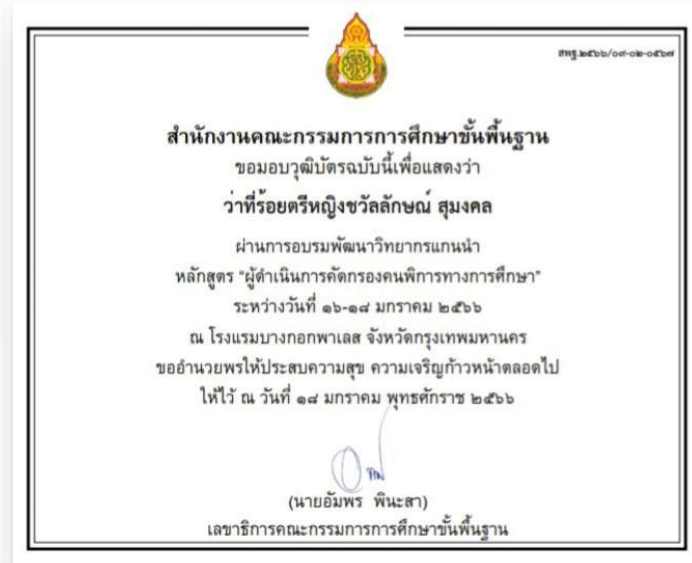 สพฐ.๒๕๖๖/๐๙-๐๒-๐๕๖๗
สำนักงานคณะกรรมการการศึกษาขั้นพื้นฐาน
ขอมอบวุฒิบัตรฉบับนี้เพื่อแสดงว่า
ว่าที่ร้อยตรีหญิงชวัลลักษณ์ สุมงคล
ผ่านการอบรมพัฒนาวิทยากรแกนนำ
หลักสูตร "ผู้ดำเนินการคัดกรองคนพิการทางการศึกษา"
ระหว่างวันที่ ๑๖-๑๘ มกราคม ๒๕๖๖
ณ โรงแรมบางกอกพาเลส จังหวัดกรุงเทพมหานคร
ขออำนวยพรให้ประสบความสุข ความเจริญก้าวหน้าตลอดไป
ให้ไว้ ณ วันที่ ๑๘ มกราคม พุทธศักราช ๒๕๖๖
(นายอัมพร พินะสา)
เลขาธิการคณะกรรมการการศึกษาขั้นพื้นฐาน